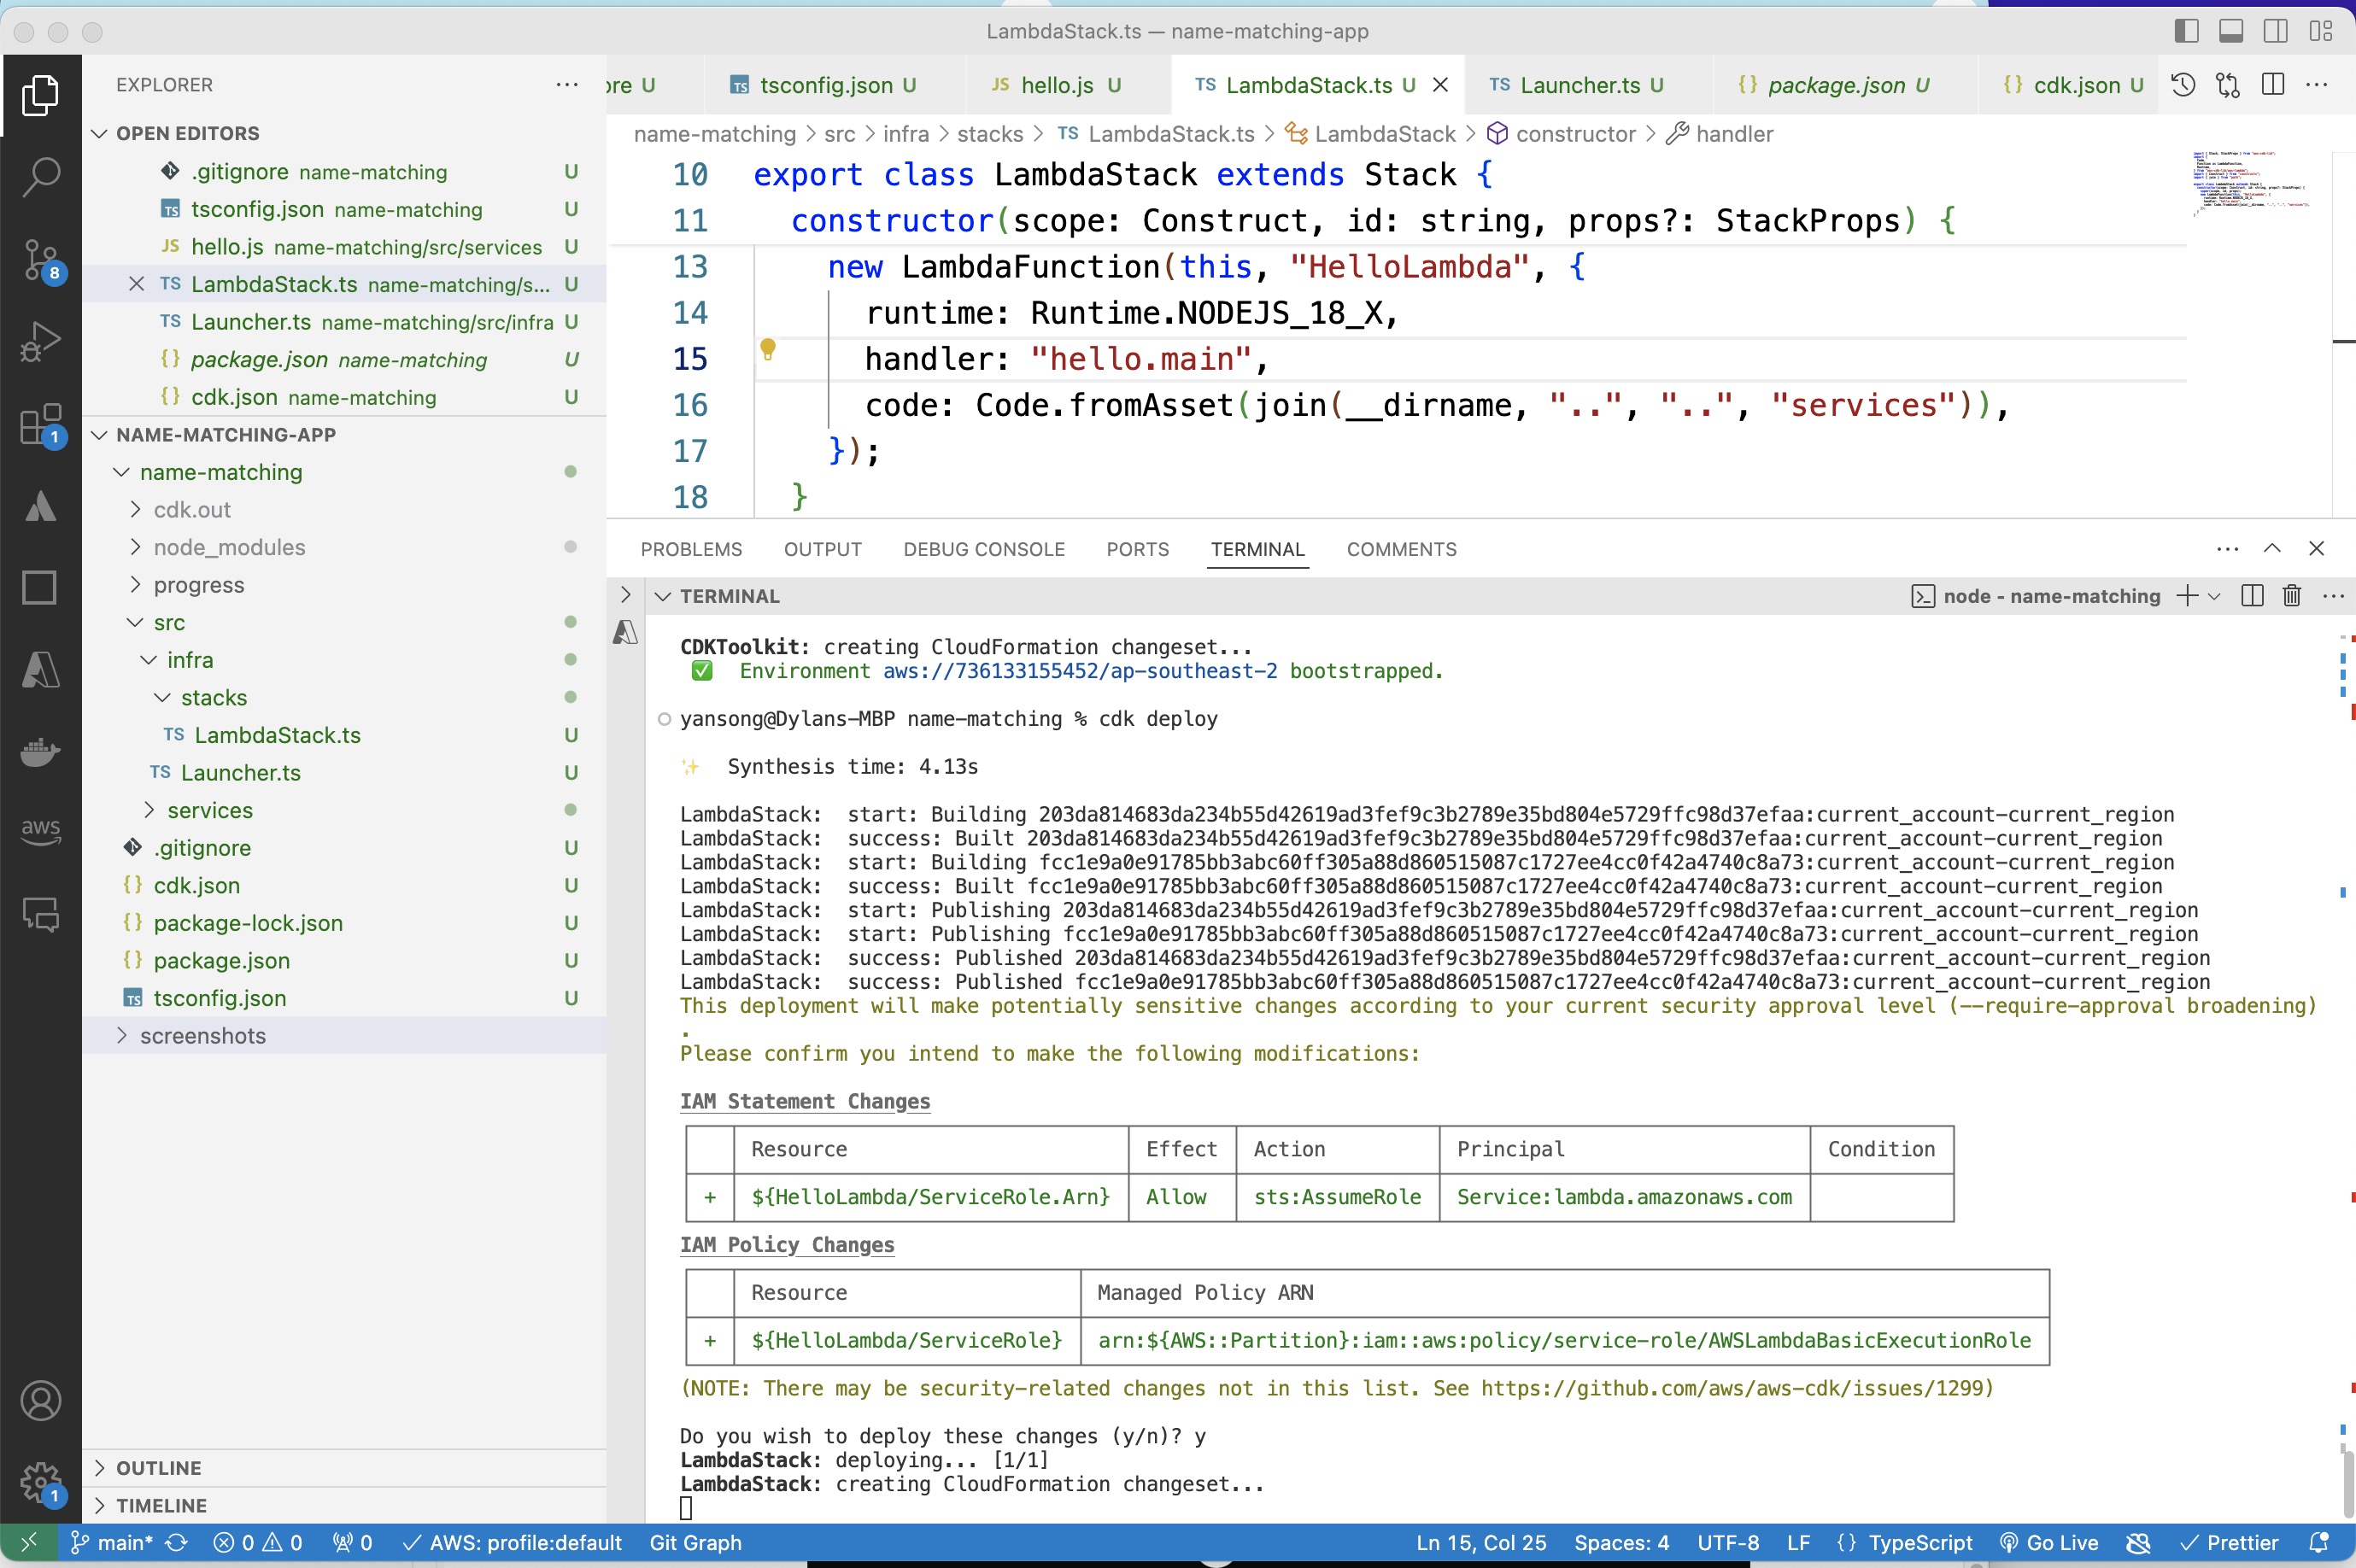 LambdaStack.ts — name-matching-app
EXPLORER
OPEN EDITORS
.gitignore name-matching U
tsconfig.json name-matching U
JS hello.js name-matching/src/services U
TS LambdaStack.ts name-matching/s... U
TS Launcher.ts name-matching/src/infra U
{} package.json name-matching U
{} cdk.json name-matching U
NAME-MATCHING-APP
name-matching
cdk.out
node_modules
progress
src
infra
stacks
TS LambdaStack.ts U
TS Launcher.ts U
services
.gitignore U
{} cdk.json U
{} package-lock.json U
{} package.json U
TS tsconfig.json U
screenshots
OUTLINE
TIMELINE
8
1
aws
1
ore U TS tsconfig.json U JS hello.js U TS LambdaStack.ts U TS Launcher.ts U {} package.json U {} cdk.json U
name-matching > src > infra > stacks > TS LambdaStack.ts > LambdaStack > constructor > handler
10 export class LambdaStack extends Stack {
11 constructor(scope: Construct, id: string, props?: StackProps) {
13 new LambdaFunction(this, "HelloLambda", {
14 runtime: Runtime.NODEJS_18_X,
15 handler: "hello.main",
16 code: Code.fromAsset(join(__dirname, "..", "..", "services")),
17 });
18 }
PROBLEMS OUTPUT DEBUG CONSOLE PORTS TERMINAL COMMENTS
TERMINAL node - name-matching
CDKToolkit: creating CloudFormation changeset...
✅ Environment aws://736133155452/ap-southeast-2 bootstrapped.
yansong@Dylans-MBP name-matching % cdk deploy
✨ Synthesis time: 4.13s
LambdaStack: start: Building 203da814683da234b55d42619ad3fef9c3b2789e35bd804e5729ffc98d37efaa:current_account-current_region
LambdaStack: success: Built 203da814683da234b55d42619ad3fef9c3b2789e35bd804e5729ffc98d37efaa:current_account-current_region
LambdaStack: start: Building fcc1e9a0e91785bb3abc60ff305a88d860515087c1727ee4cc0f42a4740c8a73:current_account-current_region
LambdaStack: success: Built fcc1e9a0e91785bb3abc60ff305a88d860515087c1727ee4cc0f42a4740c8a73:current_account-current_region
LambdaStack: start: Publishing 203da814683da234b55d42619ad3fef9c3b2789e35bd804e5729ffc98d37efaa:current_account-current_region
LambdaStack: start: Publishing fcc1e9a0e91785bb3abc60ff305a88d860515087c1727ee4cc0f42a4740c8a73:current_account-current_region
LambdaStack: success: Published 203da814683da234b55d42619ad3fef9c3b2789e35bd804e5729ffc98d37efaa:current_account-current_region
LambdaStack: success: Published fcc1e9a0e91785bb3abc60ff305a88d860515087c1727ee4cc0f42a4740c8a73:current_account-current_region
This deployment will make potentially sensitive changes according to your current security approval level (--require-approval broadening)
.
Please confirm you intend to make the following modifications:
IAM Statement Changes
Resource Effect Action Principal Condition
+ ${HelloLambda/ServiceRole.Arn} Allow sts:AssumeRole Service:lambda.amazonaws.com
IAM Policy Changes
Resource Managed Policy ARN
+ ${HelloLambda/ServiceRole} arn:${AWS::Partition}:iam::aws:policy/service-role/AWSLambdaBasicExecutionRole
(NOTE: There may be security-related changes not in this list. See https://github.com/aws/aws-cdk/issues/1299)
Do you wish to deploy these changes (y/n)? y
LambdaStack: deploying... [1/1]
LambdaStack: creating CloudFormation changeset...
main* 0 0 0 AWS: profile:default Git Graph Ln 15, Col 25 Spaces: 4 UTF-8 LF {} TypeScript Go Live Prettier